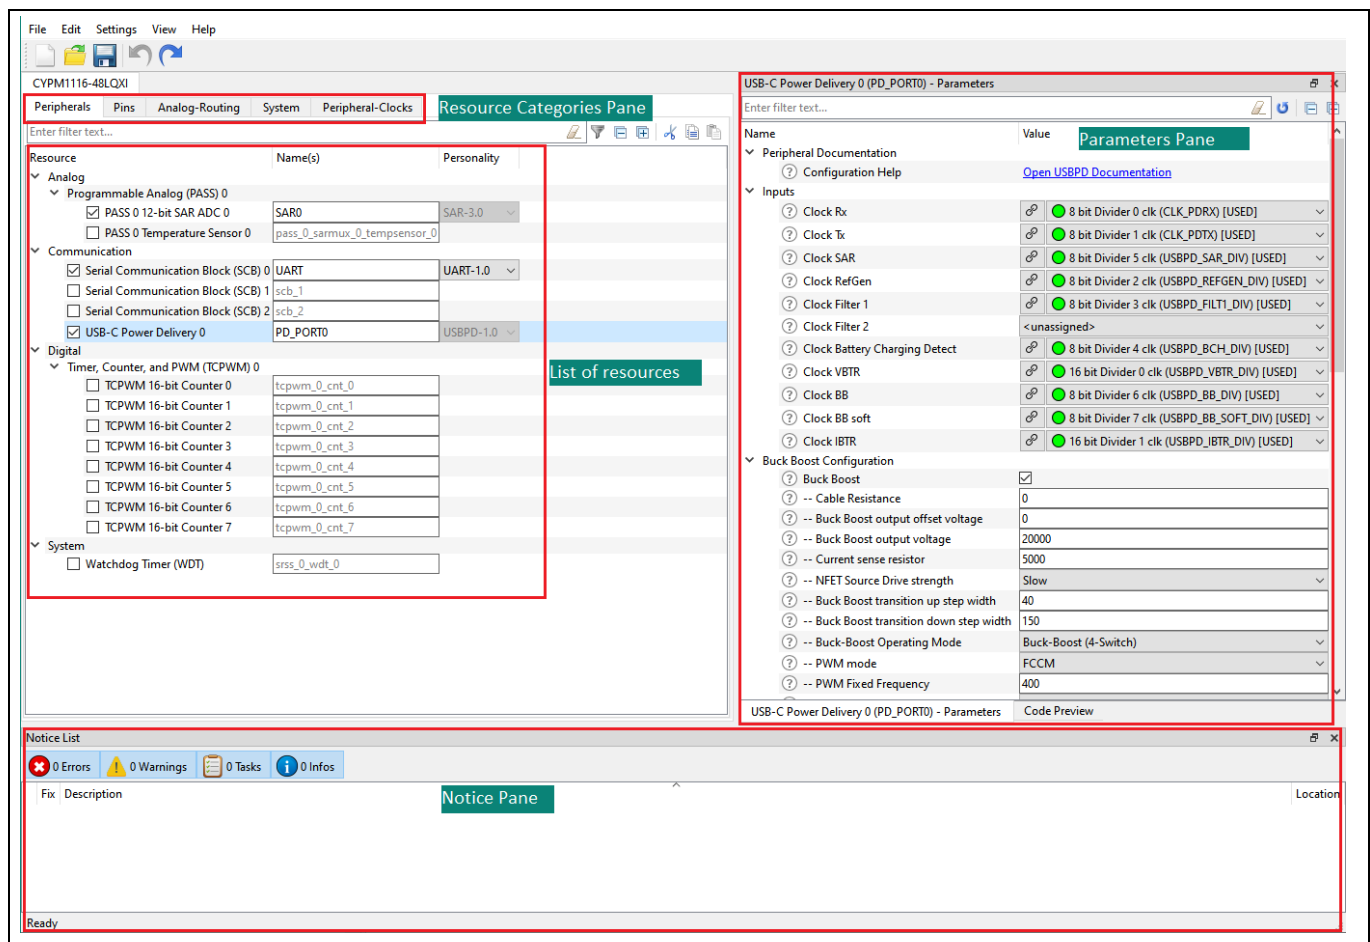 File Edit Settings View Help
CYPM1116-48LQXI
Peripherals Pins Analog-Routing System Peripheral-Clocks
Resource Categories Pane
Enter filter text...
Resource Name(s) Personality
Analog
Programmable Analog (PASS) 0
PASS 0 12-bit SAR ADC 0 SAR0 SAR-3.0
PASS 0 Temperature Sensor 0 pass_0_sarmux_0_tempsensor_0
Communication
Serial Communication Block (SCB) 0 UART UART-1.0
Serial Communication Block (SCB) 1 scb_1
Serial Communication Block (SCB) 2 scb_2
USB-C Power Delivery 0 PD_PORT0 USBPD-1.0
Digital
Timer, Counter, and PWM (TCPWM) 0
TCPWM 16-bit Counter 0 tcpwm_0_cnt_0
TCPWM 16-bit Counter 1 tcpwm_0_cnt_1
TCPWM 16-bit Counter 2 tcpwm_0_cnt_2
TCPWM 16-bit Counter 3 tcpwm_0_cnt_3
TCPWM 16-bit Counter 4 tcpwm_0_cnt_4
TCPWM 16-bit Counter 5 tcpwm_0_cnt_5
TCPWM 16-bit Counter 6 tcpwm_0_cnt_6
TCPWM 16-bit Counter 7 tcpwm_0_cnt_7
System
Watchdog Timer (WDT) srss_0_wdt_0
List of resources
USB-C Power Delivery 0 (PD_PORT0) - Parameters
Enter filter text...
Name Value
Parameters Pane
Peripheral Documentation
Configuration Help Open USBPD Documentation
Inputs
Clock Rx 8 bit Divider 0 clk (CLK_PDRX) [USED]
Clock Tx 8 bit Divider 1 clk (CLK_PDTX) [USED]
Clock SAR 8 bit Divider 5 clk (USBPD_SAR_DIV) [USED]
Clock RefGen 8 bit Divider 2 clk (USBPD_REFGEN_DIV) [USED]
Clock Filter 1 8 bit Divider 3 clk (USBPD_FILT1_DIV) [USED]
Clock Filter 2 <unassigned>
Clock Battery Charging Detect 8 bit Divider 4 clk (USBPD_BCH_DIV) [USED]
Clock VBTR 16 bit Divider 0 clk (USBPD_VBTR_DIV) [USED]
Clock BB 8 bit Divider 6 clk (USBPD_BB_DIV) [USED]
Clock BB soft 8 bit Divider 7 clk (USBPD_BB_SOFT_DIV) [USED]
Clock IBTR 16 bit Divider 1 clk (USBPD_IBTR_DIV) [USED]
Buck Boost Configuration
Buck Boost
-- Cable Resistance 0
-- Buck Boost output offset voltage 0
-- Buck Boost output voltage 20000
-- Current sense resistor 5000
-- NFET Source Drive strength Slow
-- Buck Boost transition up step width 40
-- Buck Boost transition down step width 150
-- Buck-Boost Operating Mode Buck-Boost (4-Switch)
-- PWM mode FCCM
-- PWM Fixed Frequency 400
USB-C Power Delivery 0 (PD_PORT0) - Parameters Code Preview
Notice List
0 Errors 0 Warnings 0 Tasks 0 Infos
Fix Description Location
Notice Pane
Ready